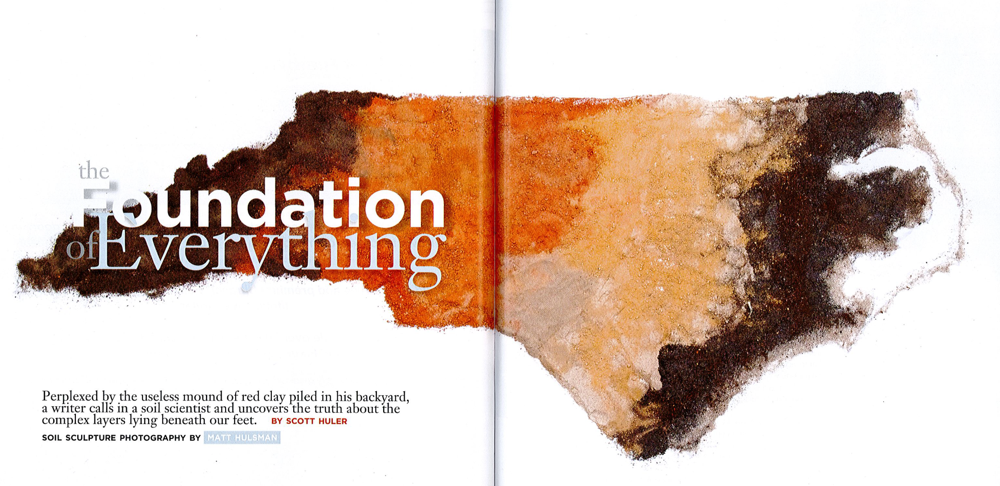 the
Foundation
of Everything
Perplexed by the useless mound of red clay piled in his backyard,
a writer calls in a soil scientist and uncovers the truth about the
complex layers lying beneath our feet. BY SCOTT HULER
SOIL SCULPTURE PHOTOGRAPHY BY MATT HULSMAN